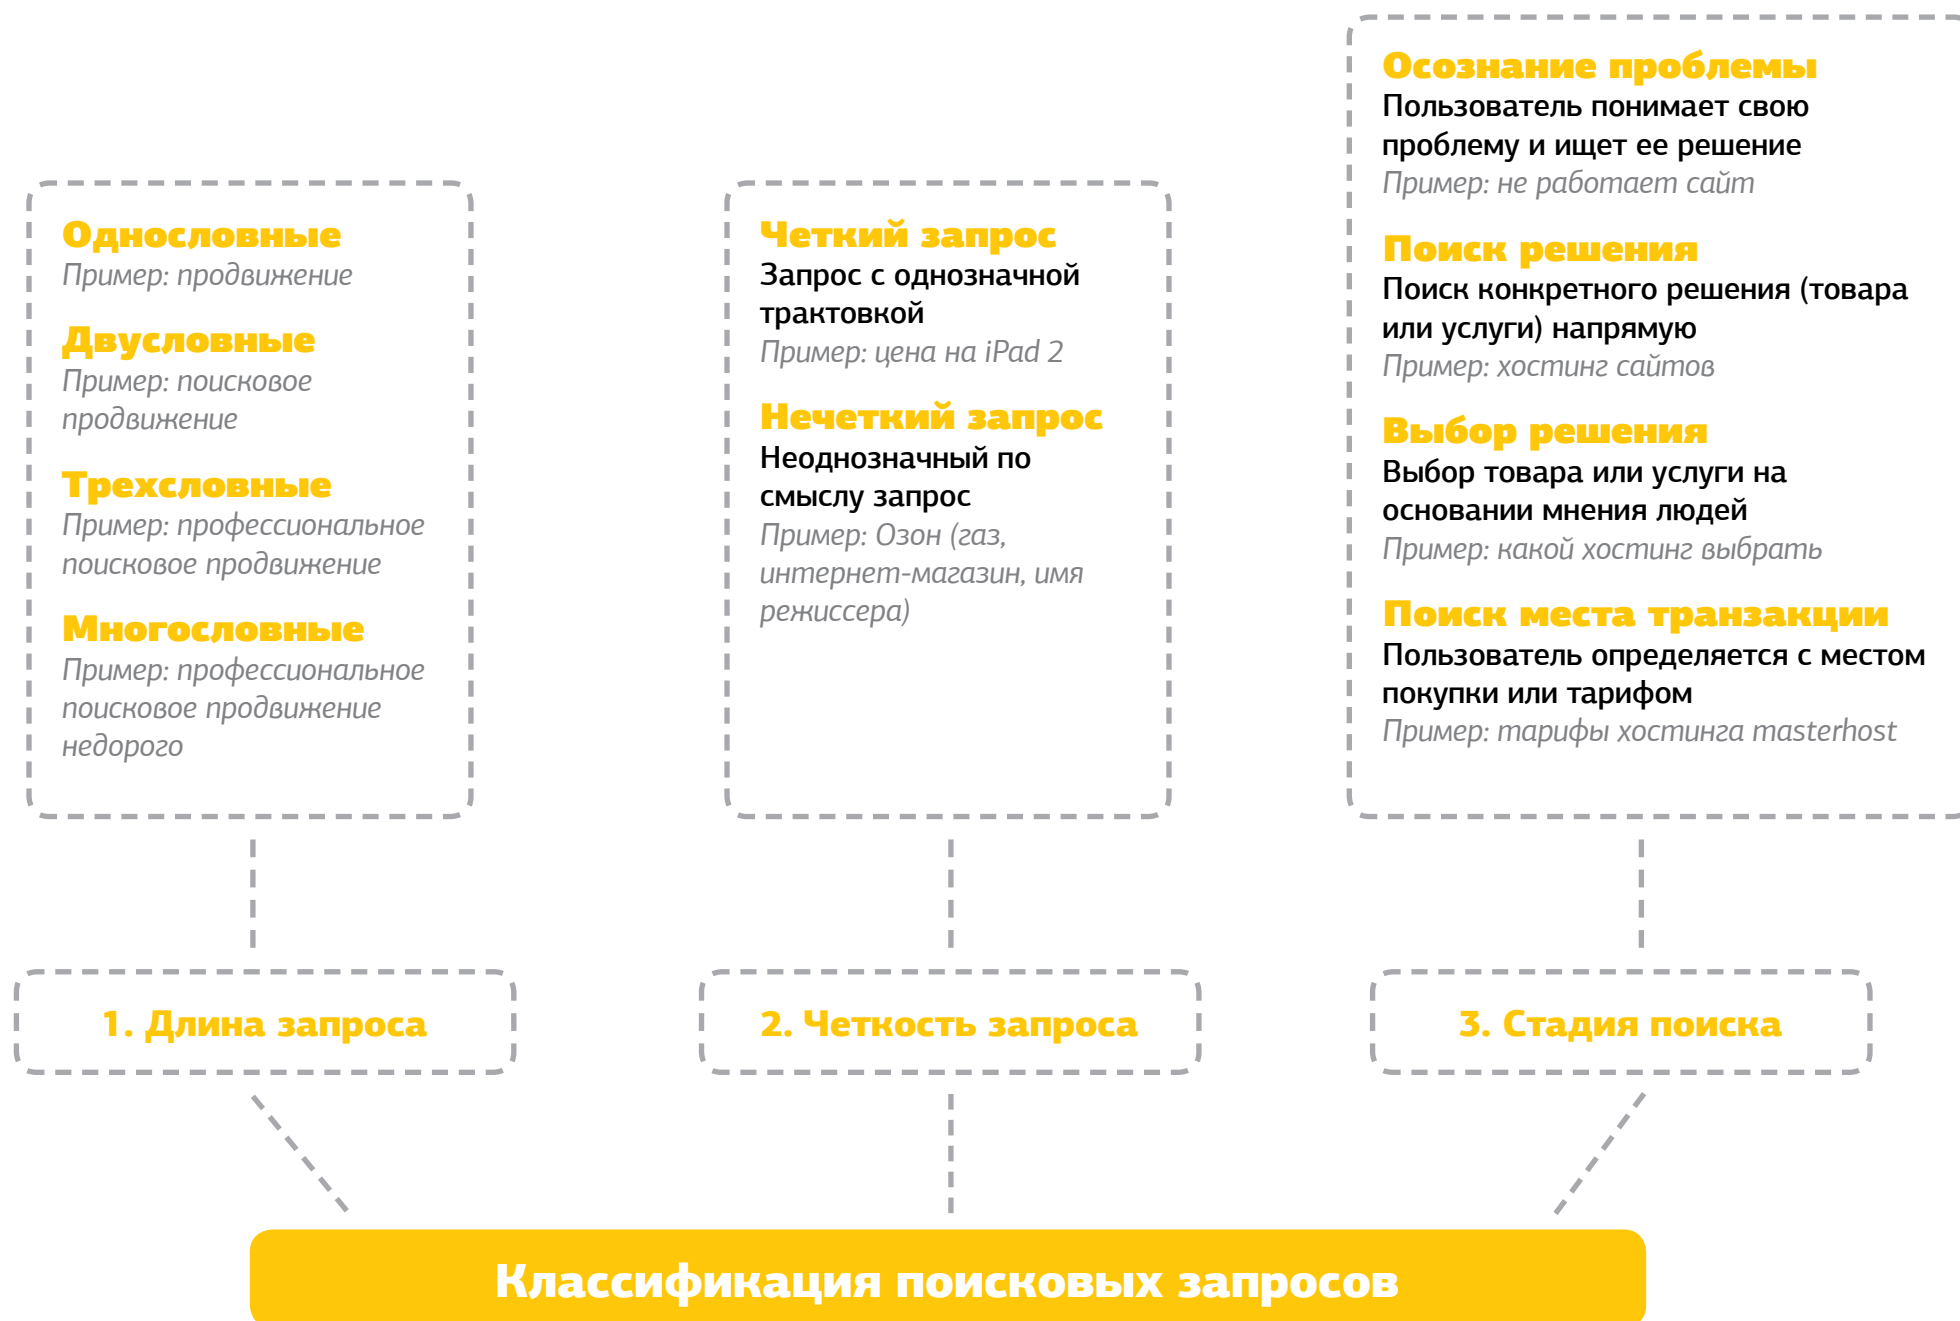 Однословные
Пример: продвижение
Двусловные
Пример: поисковое
продвижение
Трехсловные
Пример: профессиональное
поисковое продвижение
Многословные
Пример: профессиональное
поисковое продвижение
недорого
1. Длина запроса
Четкий запрос
Запрос с однозначной
трактовкой
Пример: цена на iPad 2
Нечеткий запрос
Неоднозначный по
смыслу запрос
Пример: Озон (газ,
интернет-магазин, имя
режиссера)
2. Четкость запроса
Осознание проблемы
Пользователь понимает свою
проблему и ищет ее решение
Пример: не работает сайт
Поиск решения
Поиск конкретного решения (товара
или услуги) напрямую
Пример: хостинг сайтов
Выбор решения
Выбор товара или услуги на
основании мнения людей
Пример: какой хостинг выбрать
Поиск места транзакции
Пользователь определяется с местом
покупки или тарифом
Пример: тарифы хостинга masterhost
3. Стадия поиска
Классификация поисковых запросов